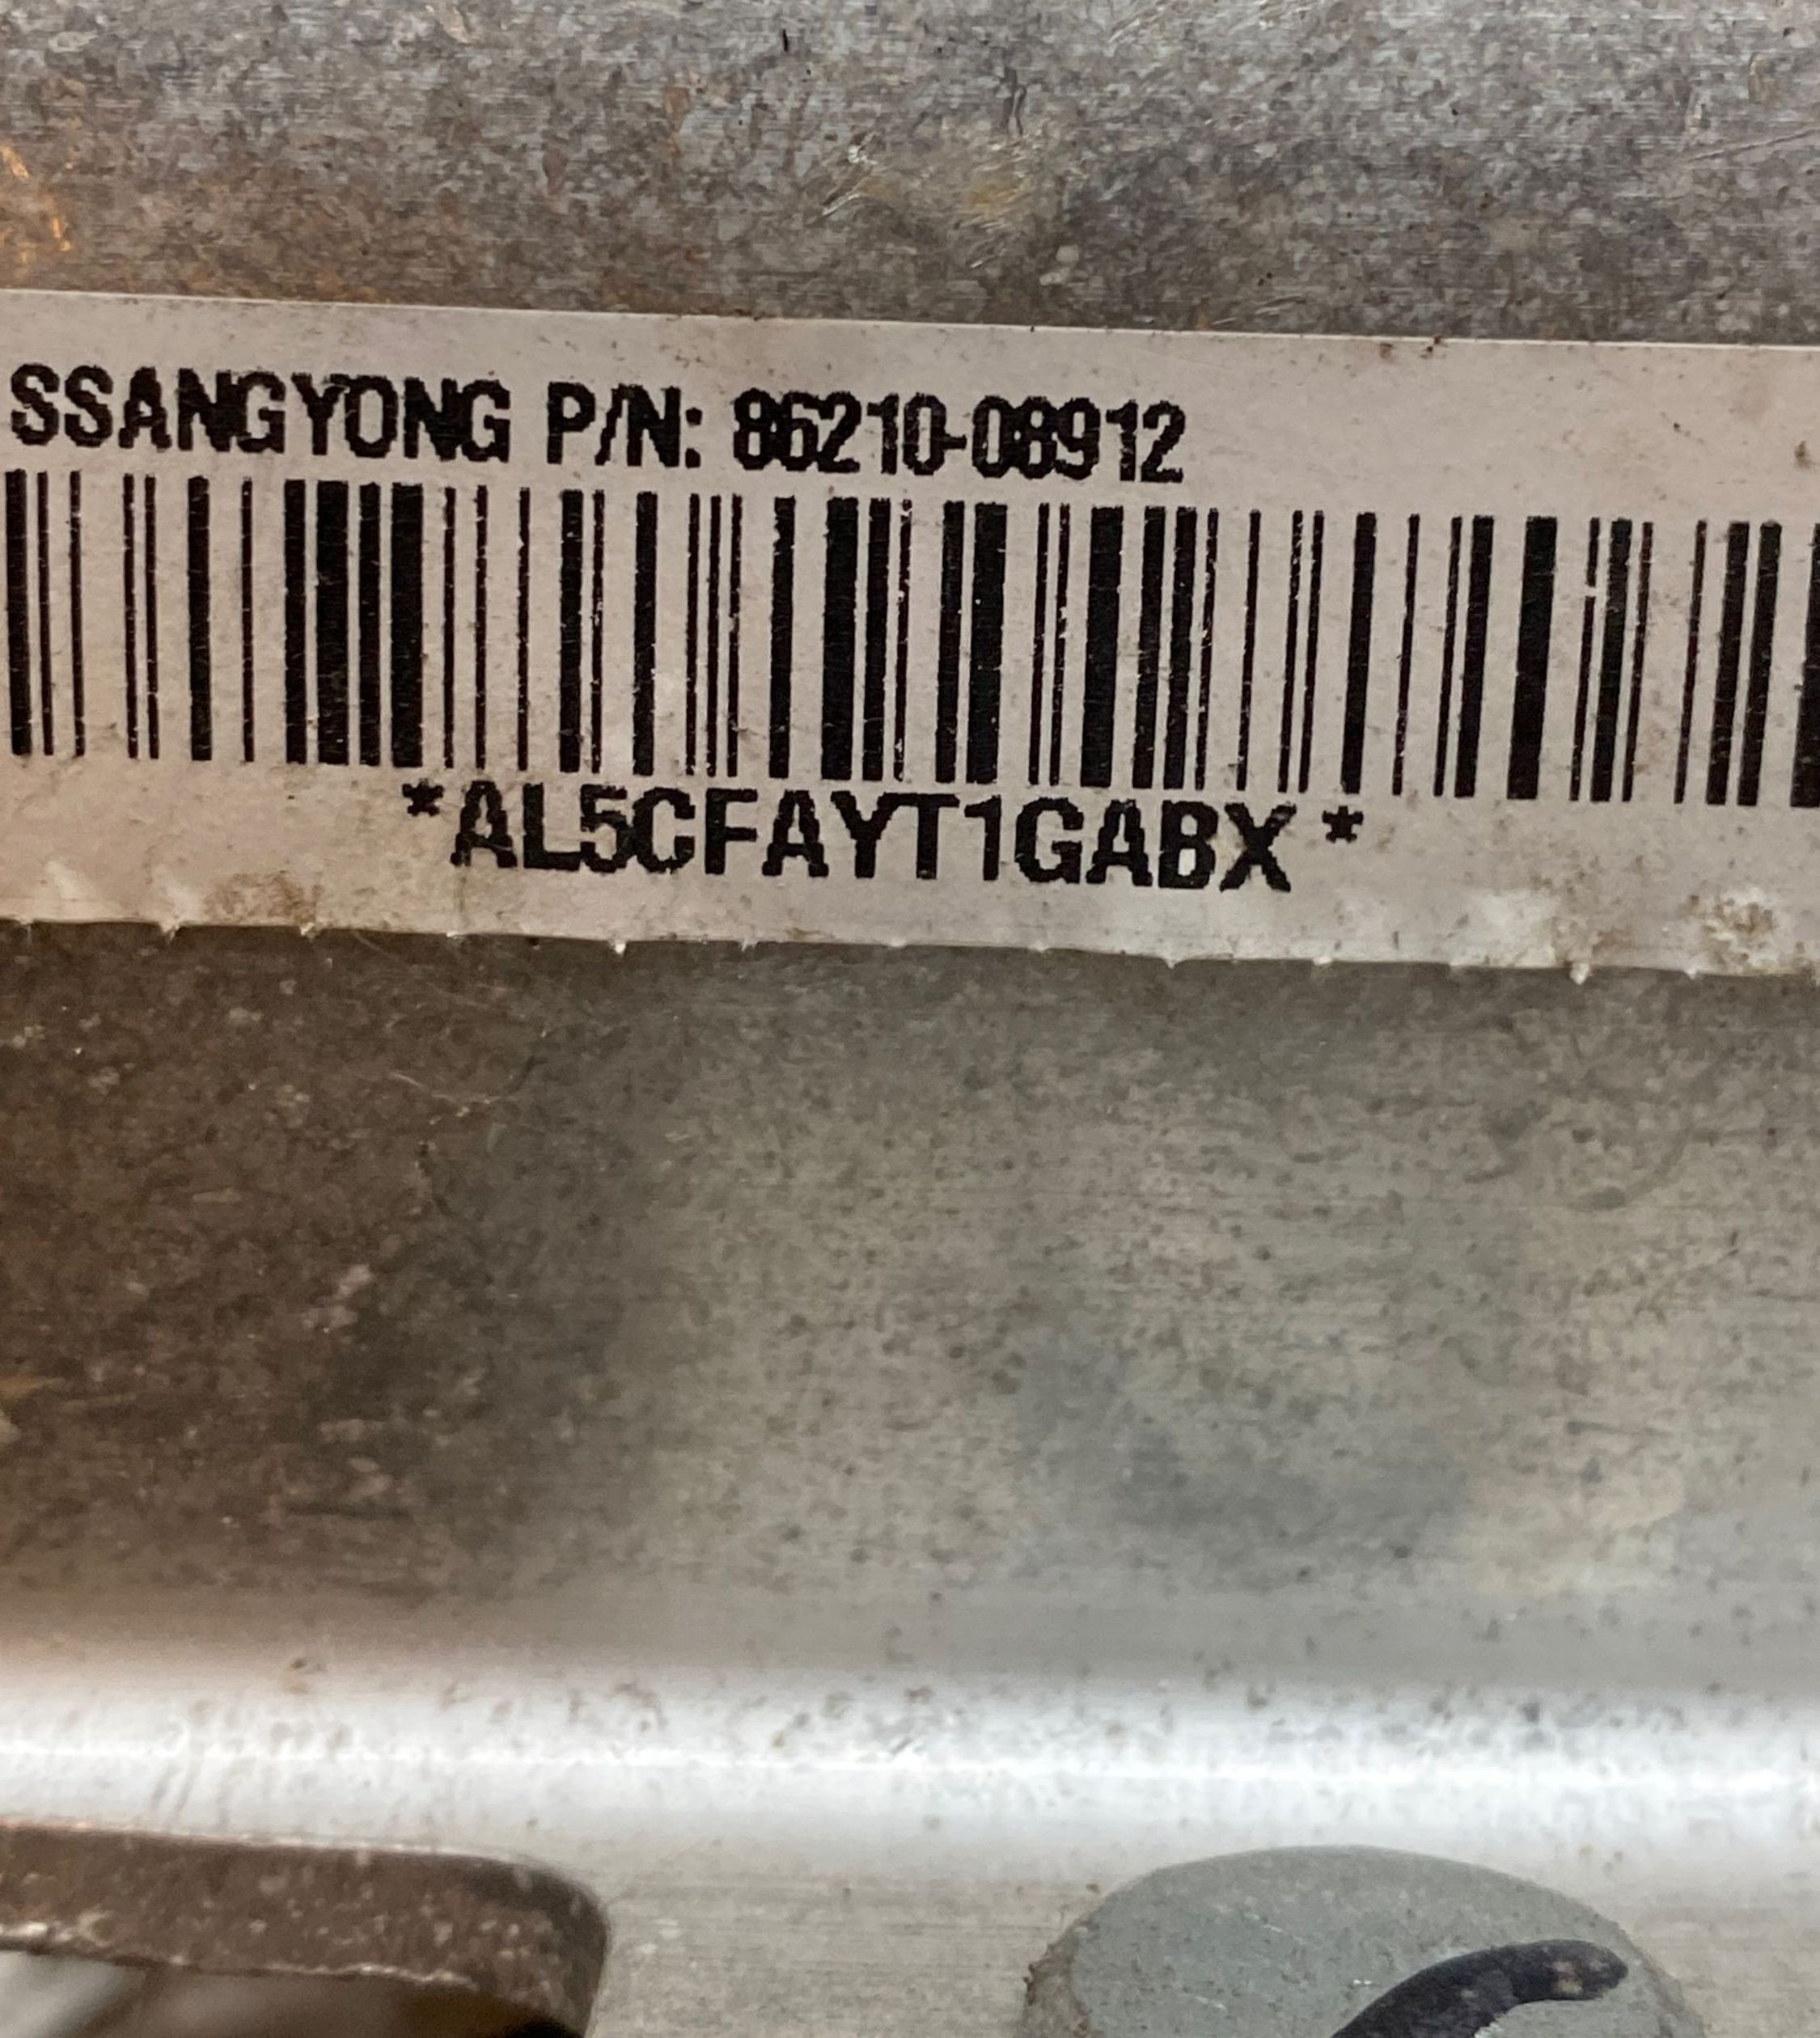 SSANGYONG P/N: 86210-08912
*AL5CFAYT1GABX*